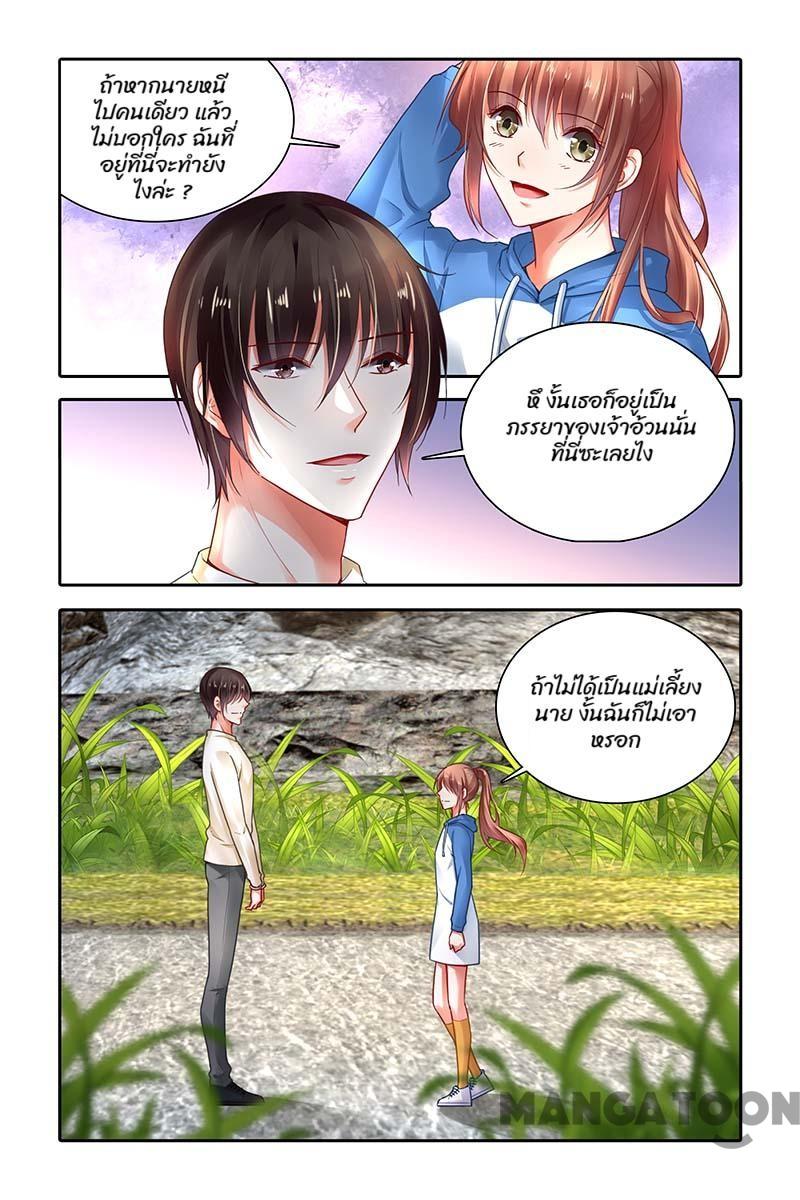 ถ้าหากนายหนี
ไปคนเดียว แล้ว
ไม่บอกใคร ฉันที่
อยู่ที่นี่จะทำยัง
ไงล่ะ ?
หึ งั้นเธอก็อยู่เป็น
ภรรยาของเจ้าอ้วนนั่น
ที่นี่ซะเลยไง
ถ้าไม่ได้เป็นแม่เลี้ยง
นาย งั้นฉันก็ไม่เอา
หรอก
MANGATOON